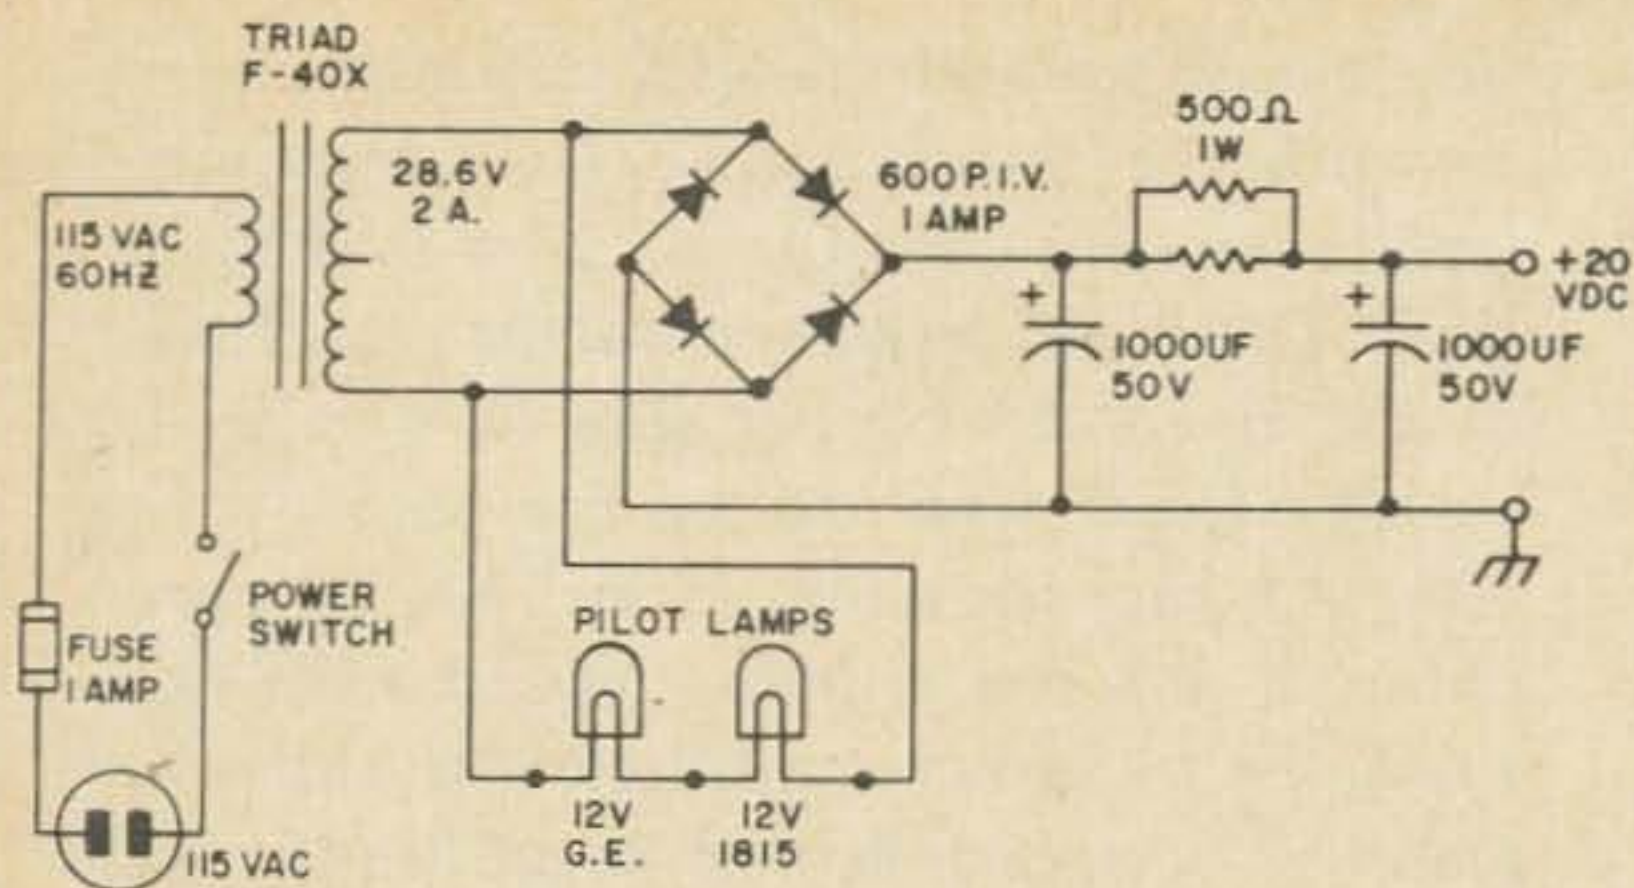 TRIAD
F-40X
28.6V
2 A.
115 VAC
60HZ
600 P.I.V.
1 AMP
500Ω
1W
+
1000UF
50V
+
1000UF
50V
+20
VDC
POWER
SWITCH
FUSE
1 AMP
115 VAC
PILOT LAMPS
12V
G.E.
12V
1815